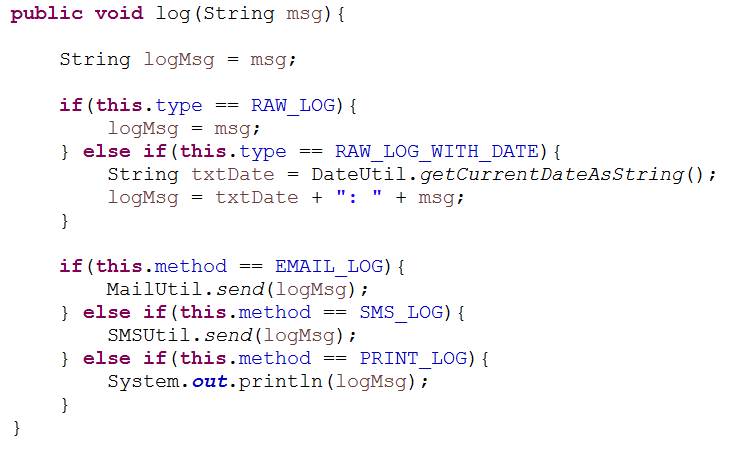 public void log(String msg){
String logMsg = msg;
if(this.type == RAW_LOG){
logMsg = msg;
} else if(this.type == RAW_LOG_WITH_DATE){
String txtDate = DateUtil.getCurrentDateAsString();
logMsg = txtDate + ": " + msg;
}
if(this.method == EMAIL_LOG){
MailUtil.send(logMsg);
} else if(this.method == SMS_LOG){
SMSUtil.send(logMsg);
} else if(this.method == PRINT_LOG){
System.out.println(logMsg);
}
}